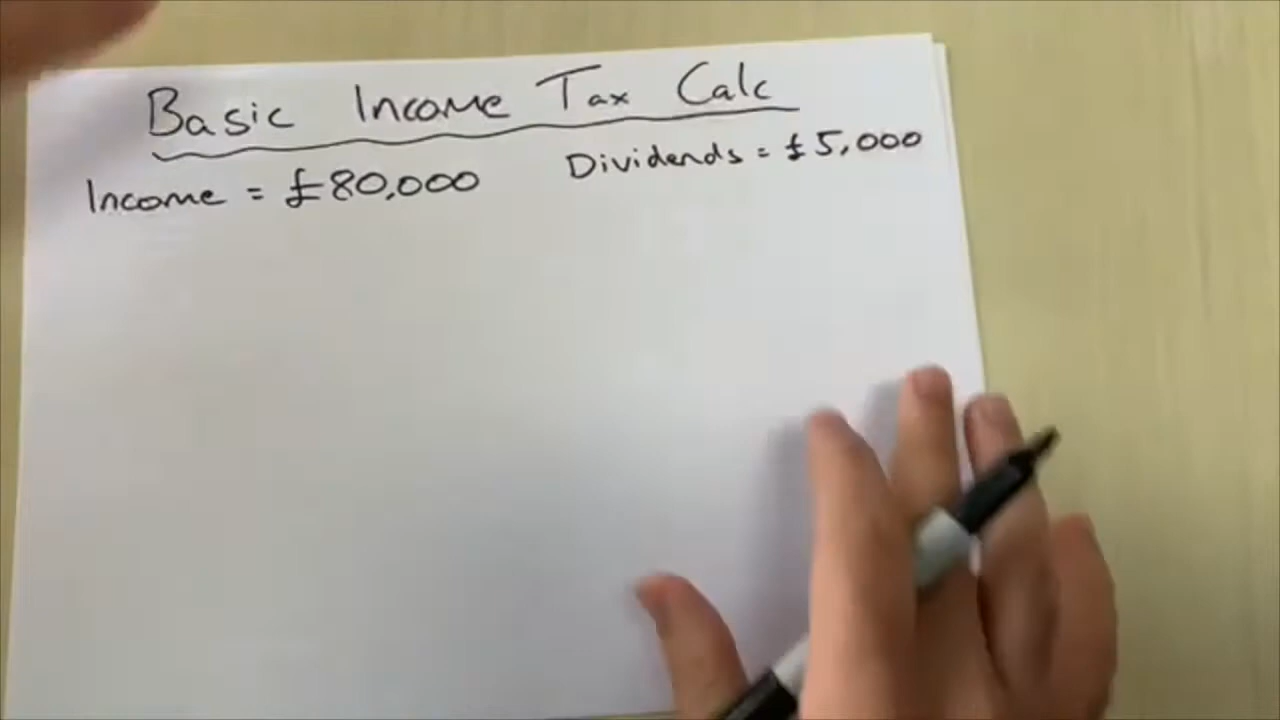 Basic Income Tax Calc
Income = £80,000
Dividends = £5,000